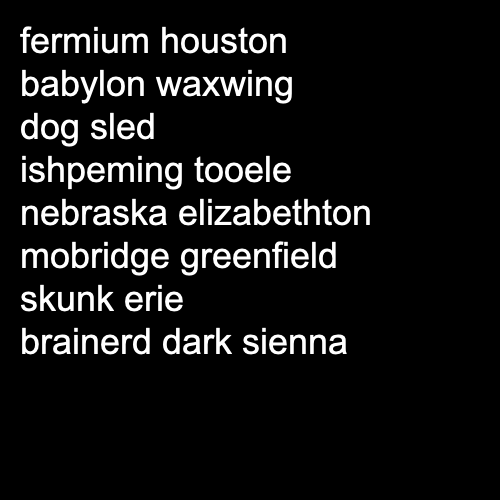 fermium houston
babylon waxwing
dog sled
ishpeming tooele
nebraska elizabethton
mobridge greenfield
skunk erie
brainerd dark sienna